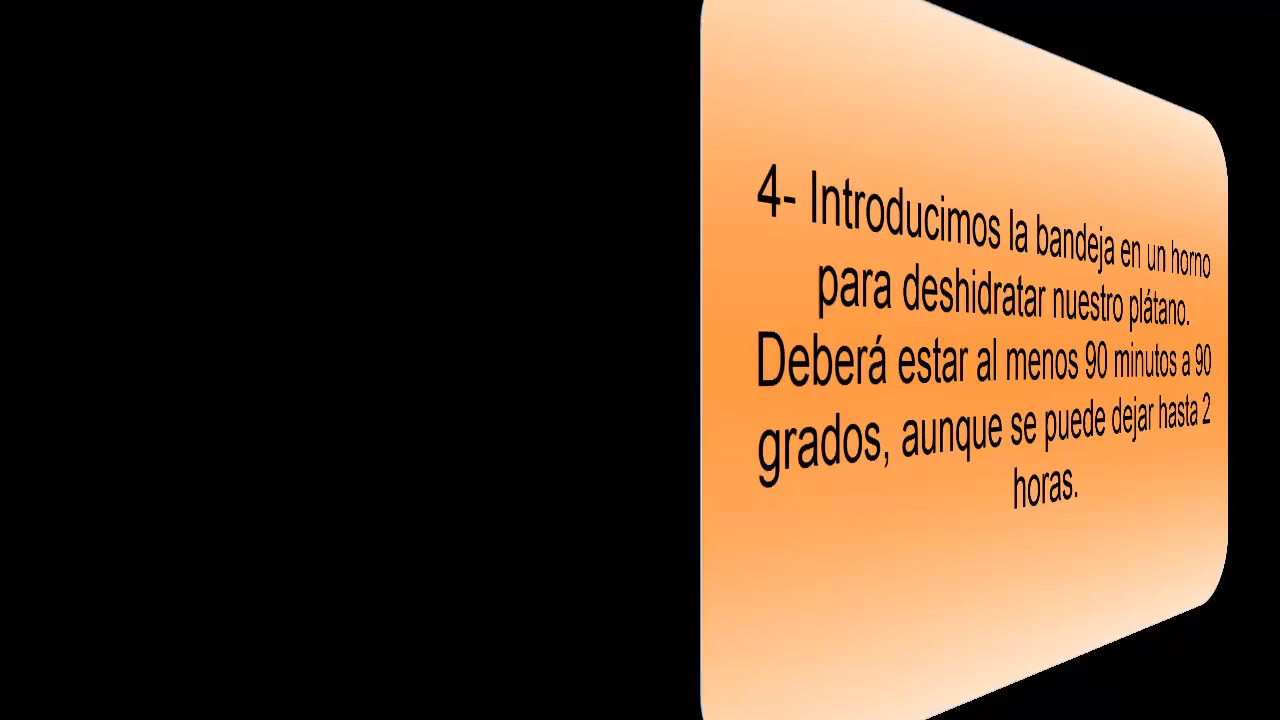 4- Introducimos la bandeja en un horno
para deshidratar nuestro plátano.
Deberá estar al menos 90 minutos a 90
grados, aunque se puede dejar hasta 2
horas.